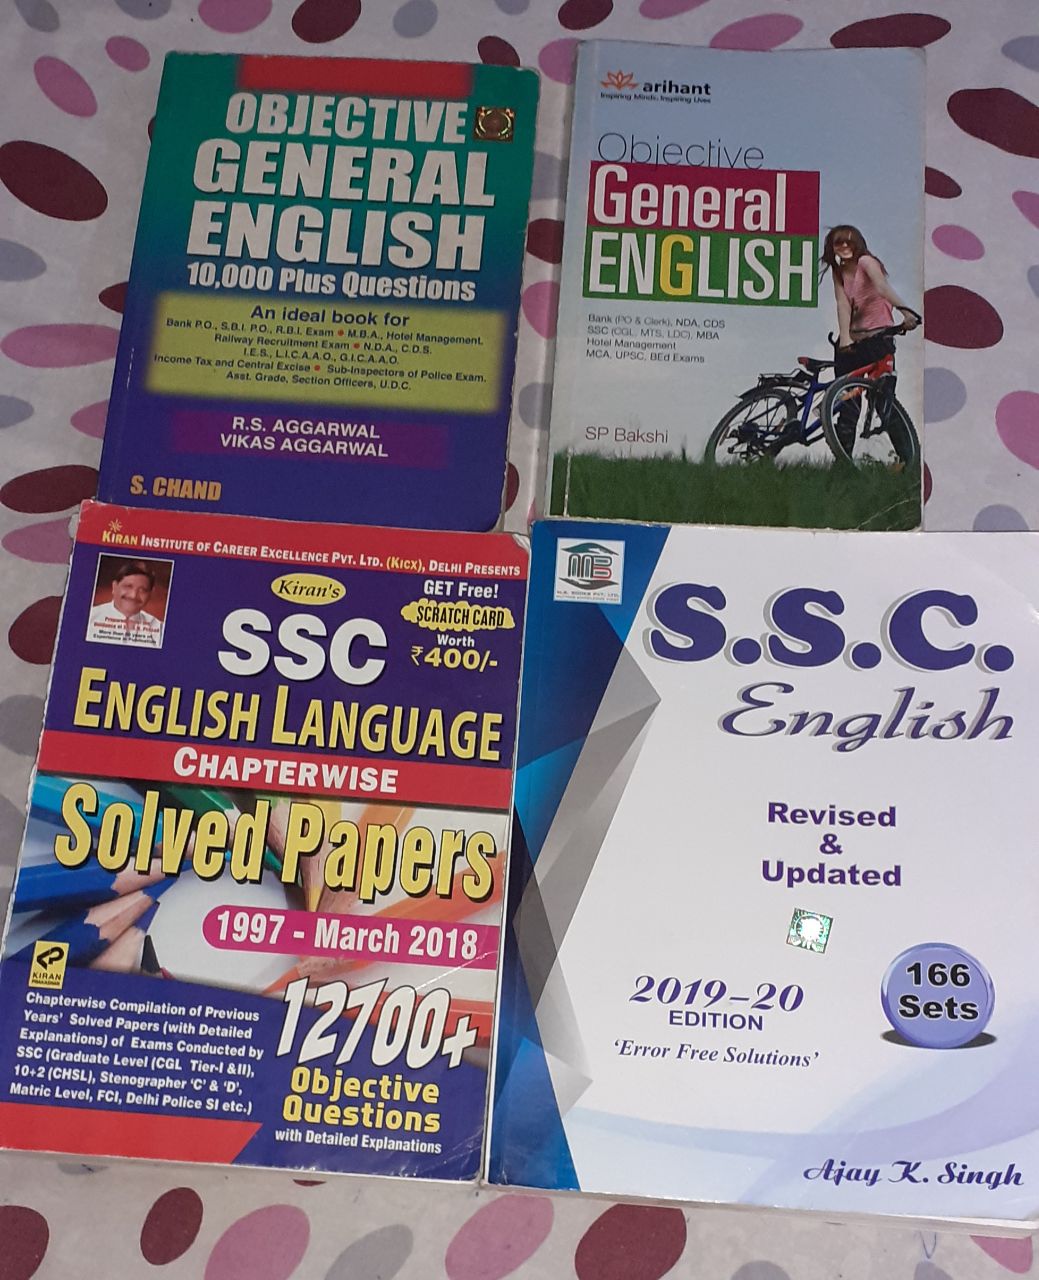 OBJECTIVE
GENERAL
ENGLISH
10,000 Plus Questions
An ideal book for
Bank P.O., S.B.I. P.O., R.B.I. Exam • M.B.A., Hotel Management,
Railway Recruitment Exam • N.D.A., C.D.S.
I.E.S., L.I.C.A.A.O., G.I.C.A.A.O.
Income Tax and Central Excise • Sub-Inspectors of Police Exam.
Asst. Grade, Section Officers, U.D.C.
R.S. AGGARWAL
VIKAS AGGARWAL
S. CHAND
arihant
Inspiring Minds, Inspiring Lives
Objective
General
ENGLISH
Bank (PO & Clerk), NDA, CDS
SSC (CGL, MTS, LDC), MBA
Hotel Management
MCA, UPSC, BEd Exams
SP Bakshi
KIRAN INSTITUTE OF CAREER EXCELLENCE PVT. LTD. (KICX), DELHI PRESENTS
Kiran's
GET Free!
SCRATCH CARD
Worth
₹400/-
SSC
ENGLISH LANGUAGE
CHAPTERWISE
Solved Papers
1997 - March 2018
KIRAN
Chapterwise Compilation of Previous
Years' Solved Papers (with Detailed
Explanations) of Exams Conducted by
SSC (Graduate Level (CGL Tier-I &II),
10+2 (CHSL), Stenographer 'C' & 'D',
Matric Level, FCI, Delhi Police SI etc.)
12700+
Objective
Questions
with Detailed Explanations
MB
S.S.C.
English
Revised
&
Updated
2019-20
EDITION
'Error Free Solutions'
166
Sets
Ajay K. Singh